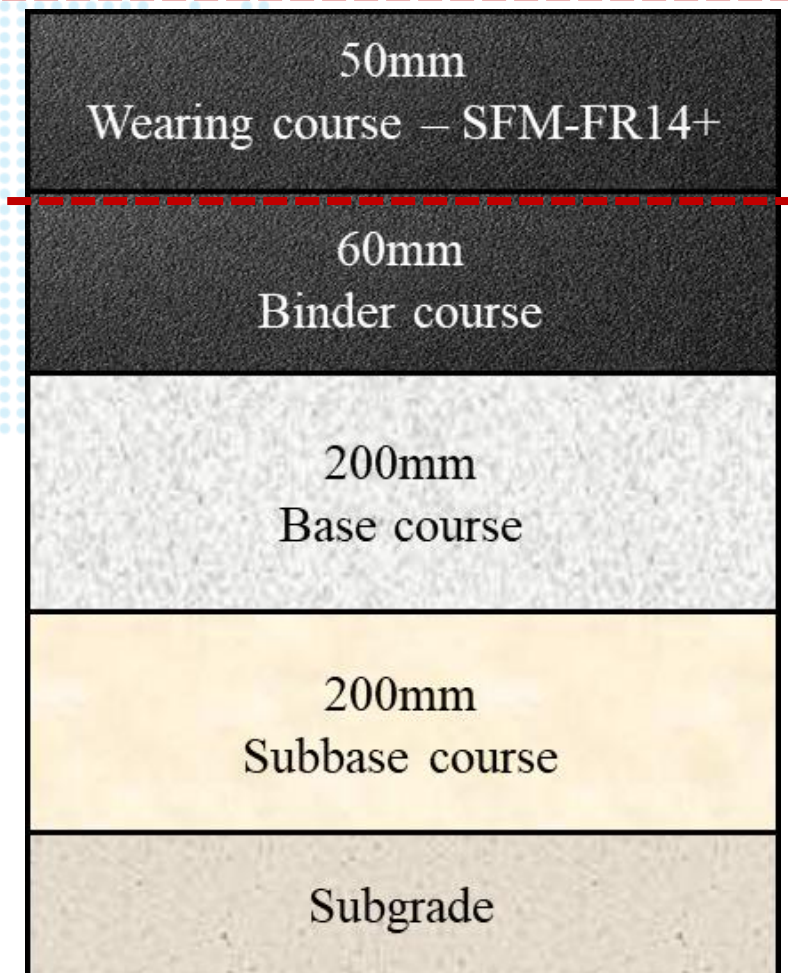 50mm
Wearing course – SFM-FR14+
60mm
Binder course
200mm
Base course
200mm
Subbase course
Subgrade